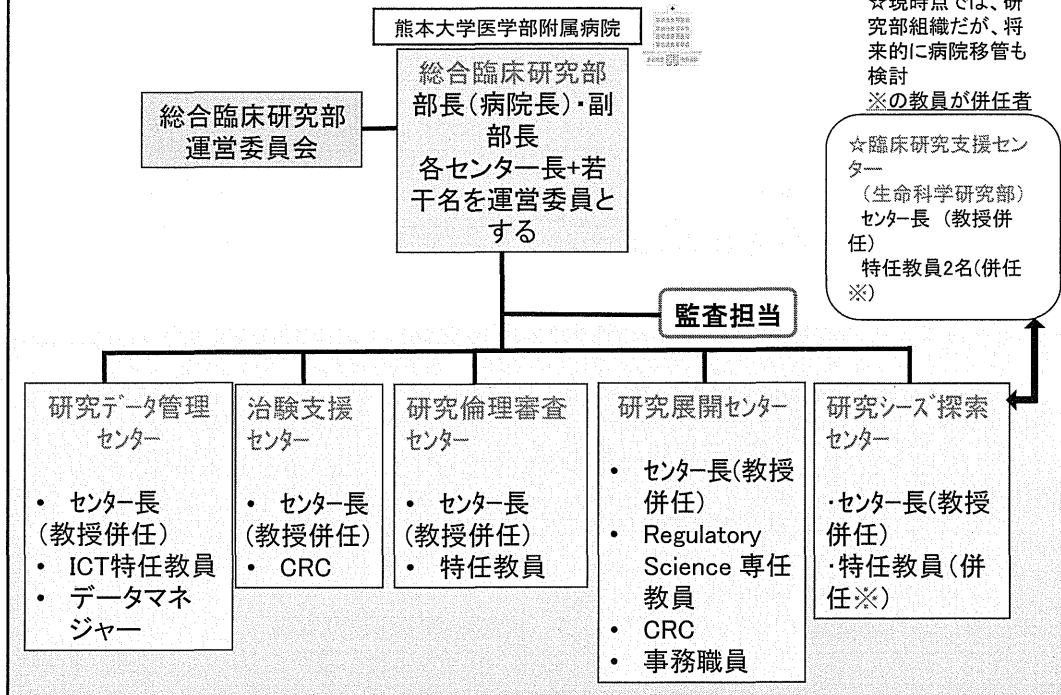 熊本大学医学部附属病院
☆現時点では、研
究部組織だが、将
来的に病院移管も
検討
※の教員が併任者
総合臨床研究部
運営委員会
総合臨床研究部
部長(病院長)・副
部長
各センター長+若
干名を運営委員と
する
☆臨床研究支援セン
ター
(生命科学研究部)
センター長 (教授併
任)
特任教員2名(併任
※)
監査担当
研究データ管理
センター
• センター長
(教授併任)
• ICT特任教員
• データマネ
ジャー
治験支援
センター
• センター長
(教授併任)
• CRC
研究倫理審査
センター
• センター長
(教授併任)
• 特任教員
研究展開センター
• センター長(教授
併任)
• Regulatory
Science 専任
教員
• CRC
• 事務職員
研究シーズ探索
センター
・センター長(教授
併任)
・特任教員(併
任※)